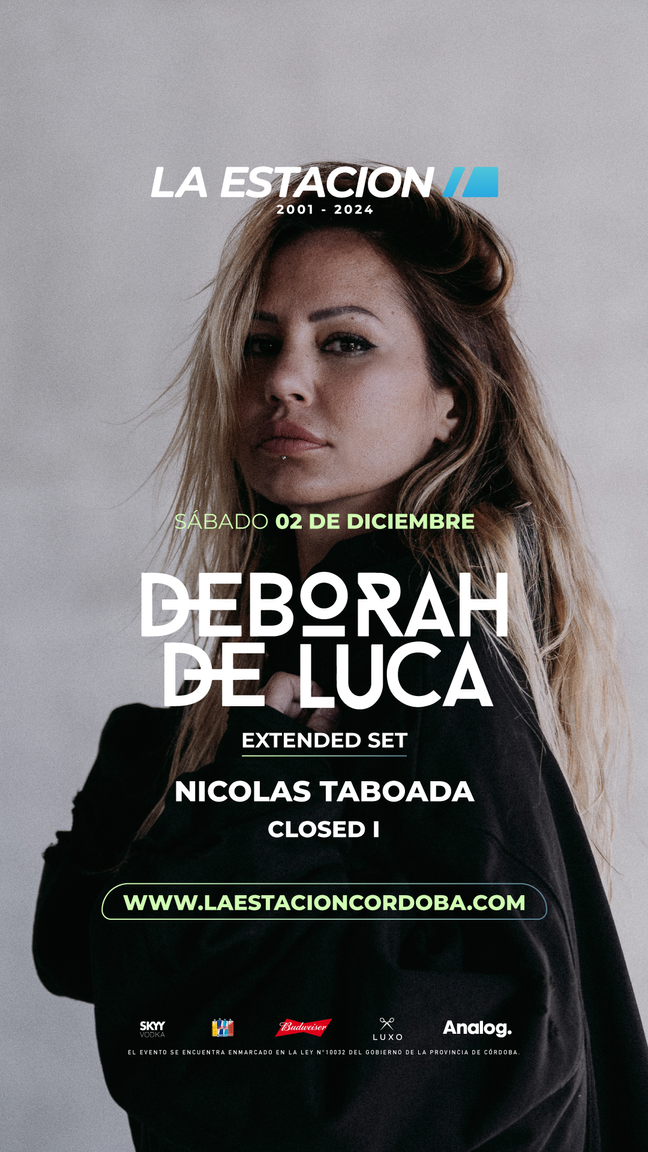 LA ESTACION
2001 - 2024
SÁBADO 02 DE DICIEMBRE
DEBORAH
DE LUCA
EXTENDED SET
NICOLAS TABOADA
CLOSED I
WWW.LAESTACIONCORDOBA.COM
SKYY VODKA Budweiser LUXO Analog.
EL EVENTO SE ENCUENTRA ENMARCADO EN LA LEY N°10032 DEL GOBIERNO DE LA PROVINCIA DE CÓRDOBA.